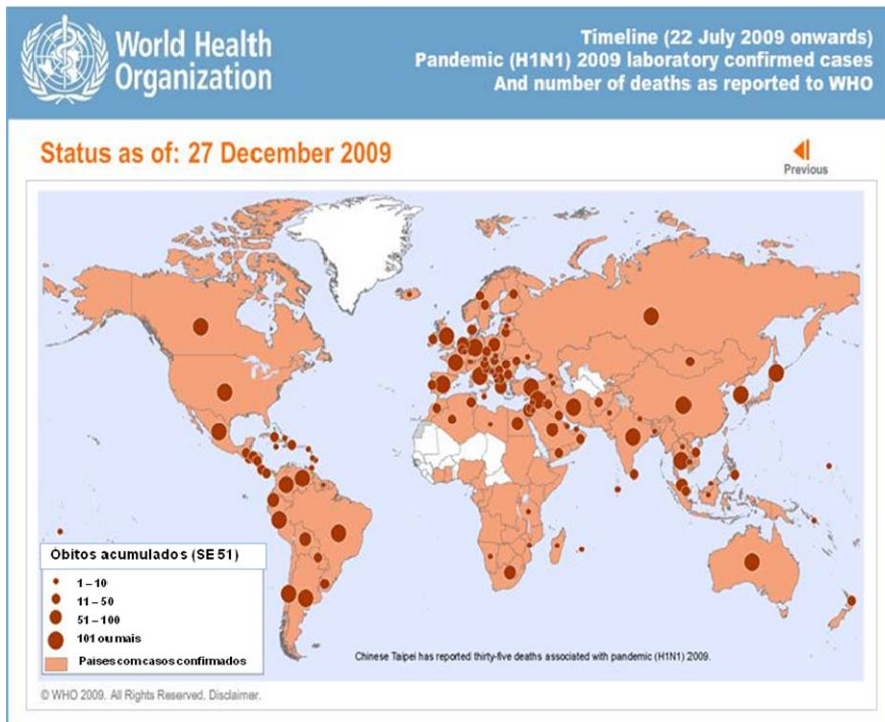 World Health
Organization
Timeline (22 July 2009 onwards)
Pandemic (H1N1) 2009 laboratory confirmed cases
And number of deaths as reported to WHO
Status as of: 27 December 2009
Previous
Óbitos acumulados (SE 51)
1 – 10
11 – 50
51 – 100
101 ou mais
Países com casos confirmados
Chinese Taipei has reported thirty-five deaths associated with pandemic (H1N1) 2009.
© WHO 2009. All Rights Reserved. Disclaimer.